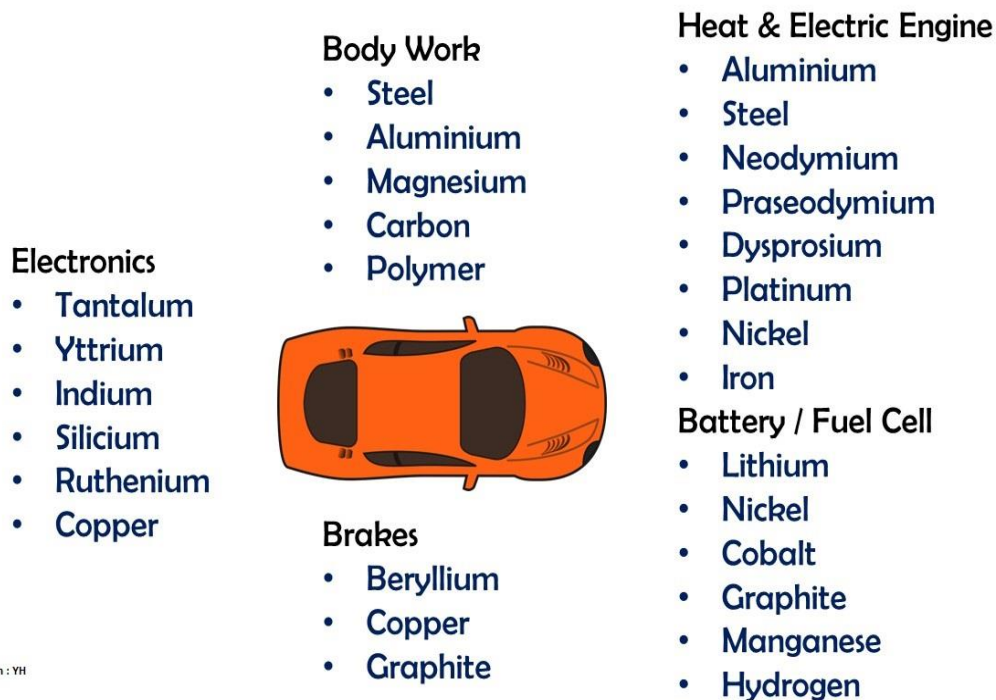 Body Work
• Steel
• Aluminium
• Magnesium
• Carbon
• Polymer
Heat & Electric Engine
• Aluminium
• Steel
• Neodymium
• Praseodymium
• Dysprosium
• Platinum
• Nickel
• Iron
Electronics
• Tantalum
• Yttrium
• Indium
• Silicium
• Ruthenium
• Copper
Brakes
• Beryllium
• Copper
• Graphite
Battery / Fuel Cell
• Lithium
• Nickel
• Cobalt
• Graphite
• Manganese
• Hydrogen
: YH